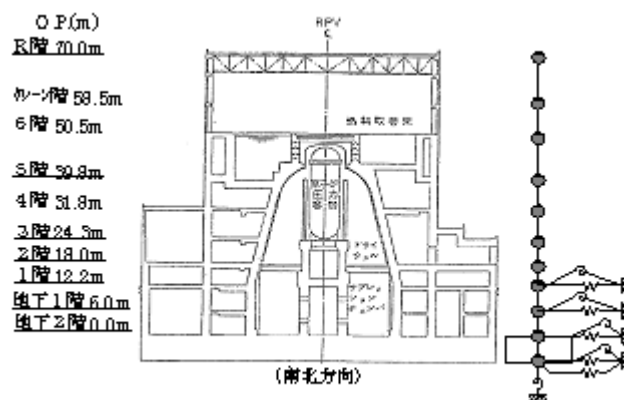 O P.(m)
R階 70.0m
クレーン階 58.5m
6階 50.5m
5階 39.8m
4階 31.8m
3階 24.3m
2階 18.0m
1階 12.2m
地下1階 6.0m
地下2階 0.0m
RPV
℄
燃料取替床
(南北方向)